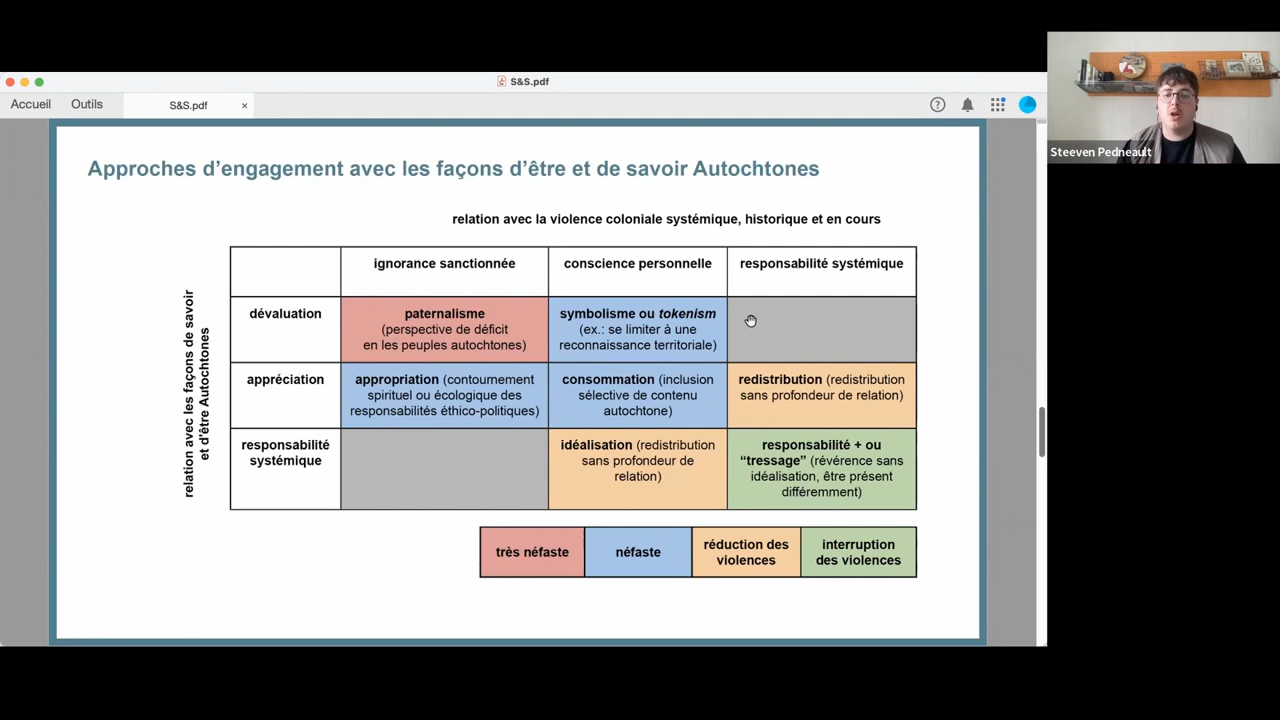 S&S.pdf
Accueil
Outils
S&S.pdf
×
?
Steeven Pedneault
Approches d'engagement avec les façons d'être et de savoir Autochtones
relation avec la violence coloniale systémique, historique et en cours
relation avec les façons de savoir
et d'être Autochtones
ignorance sanctionnée
conscience personnelle
responsabilité systémique
dévaluation
paternalisme
(perspective de déficit
en les peuples autochtones)
symbolisme ou tokenism
(ex.: se limiter à une
reconnaissance territoriale)
appréciation
appropriation (contournement
spirituel ou écologique des
responsabilités éthico-politiques)
consommation (inclusion
sélective de contenu
autochtone)
redistribution (redistribution
sans profondeur de relation)
responsabilité
systémique
idéalisation (redistribution
sans profondeur de
relation)
responsabilité + ou
“tressage” (révérence sans
idéalisation, être présent
différemment)
très néfaste
néfaste
réduction des
violences
interruption
des violences